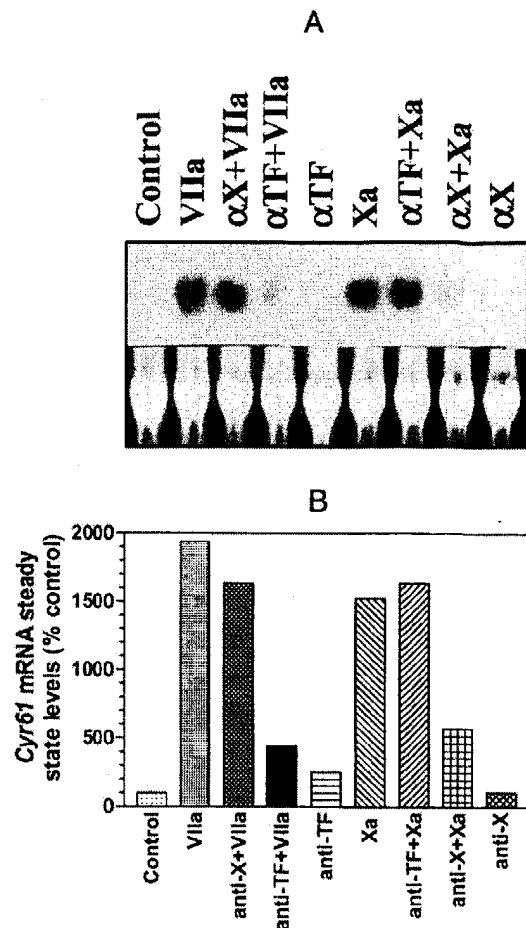 A
Control
VIIa
αX+VIIa
αTF+VIIa
αTF
Xa
αTF+Xa
αX+Xa
αX
B
Cyr61 mRNA steady
state levels (% control)
2000
1500
1000
500
0
Control
VIIa
anti-X+VIIa
anti-TF+VIIa
anti-TF
Xa
anti-TF+Xa
anti-X+Xa
anti-X